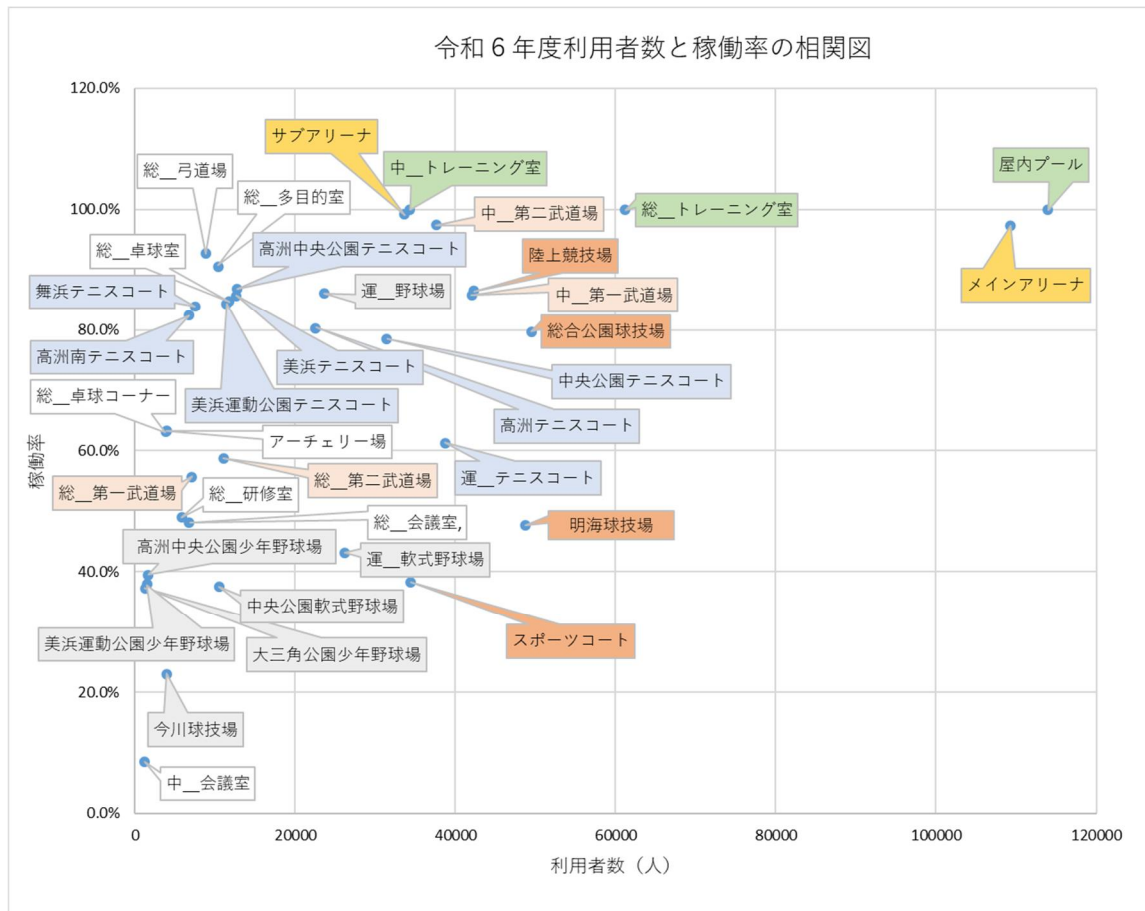 令和6年度利用者数と稼働率の相関図
120.0%
サブアリーナ
総__弓道場
中__トレーニング室
屋内プール
総__多目的室
100.0%
中__第二武道場
総__トレーニング室
総__卓球室
高洲中央公園テニスコート
陸上競技場
メインアリーナ
舞浜テニスコート
運__野球場
中__第一武道場
80.0%
総合公園球技場
高洲南テニスコート
美浜テニスコート
中央公園テニスコート
総__卓球コーナー
美浜運動公園テニスコート
高洲テニスコート
アーチェリー場
60.0%
稼働率
総__第二武道場
運__テニスコート
総__第一武道場
総__研修室
総__会議室,
明海球技場
高洲中央公園少年野球場
運__軟式野球場
40.0%
中央公園軟式野球場
美浜運動公園少年野球場
大三角公園少年野球場
スポーツコート
20.0%
今川球技場
中__会議室
0.0%
0
20000
40000
60000
80000
100000
120000
利用者数（人）